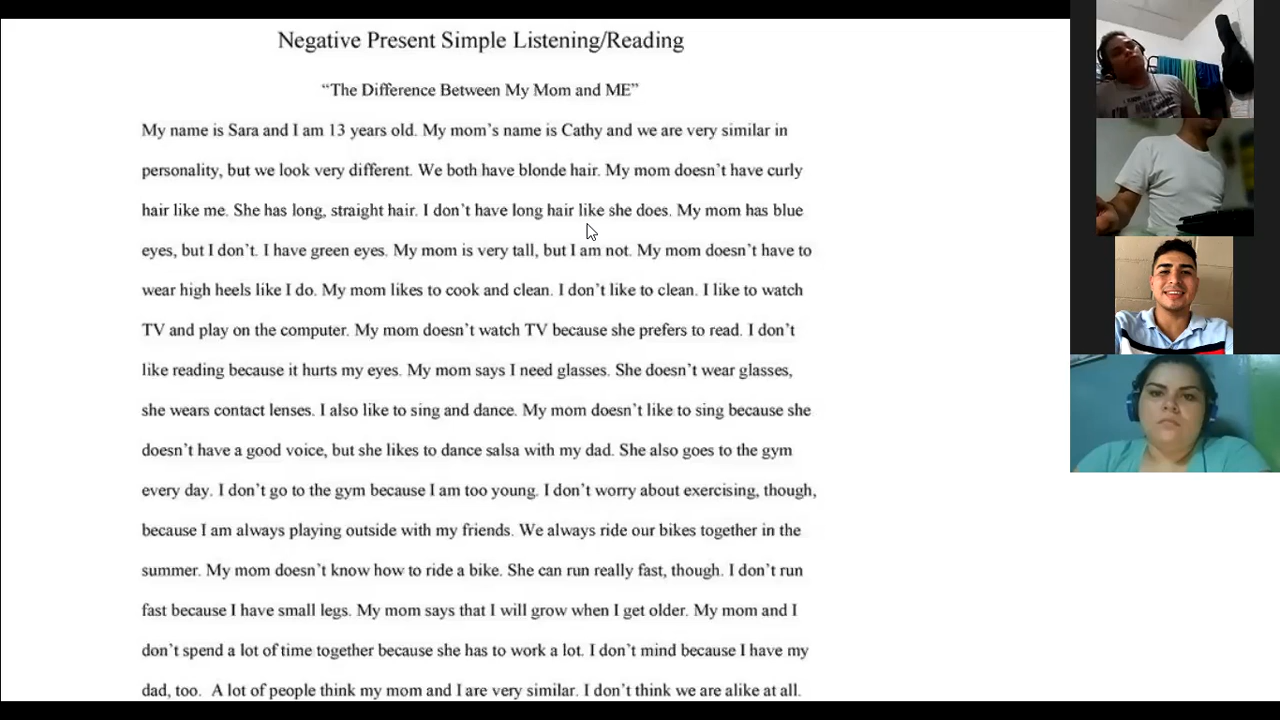 Negative Present Simple Listening/Reading
“The Difference Between My Mom and ME”
My name is Sara and I am 13 years old. My mom’s name is Cathy and we are very similar in
personality, but we look very different. We both have blonde hair. My mom doesn’t have curly
hair like me. She has long, straight hair. I don’t have long hair like she does. My mom has blue
eyes, but I don’t. I have green eyes. My mom is very tall, but I am not. My mom doesn’t have to
wear high heels like I do. My mom likes to cook and clean. I don’t like to clean. I like to watch
TV and play on the computer. My mom doesn’t watch TV because she prefers to read. I don’t
like reading because it hurts my eyes. My mom says I need glasses. She doesn’t wear glasses,
she wears contact lenses. I also like to sing and dance. My mom doesn’t like to sing because she
doesn’t have a good voice, but she likes to dance salsa with my dad. She also goes to the gym
every day. I don’t go to the gym because I am too young. I don’t worry about exercising, though,
because I am always playing outside with my friends. We always ride our bikes together in the
summer. My mom doesn’t know how to ride a bike. She can run really fast, though. I don’t run
fast because I have small legs. My mom says that I will grow when I get older. My mom and I
don’t spend a lot of time together because she has to work a lot. I don’t mind because I have my
dad, too.  A lot of people think my mom and I are very similar. I don’t think we are alike at all.